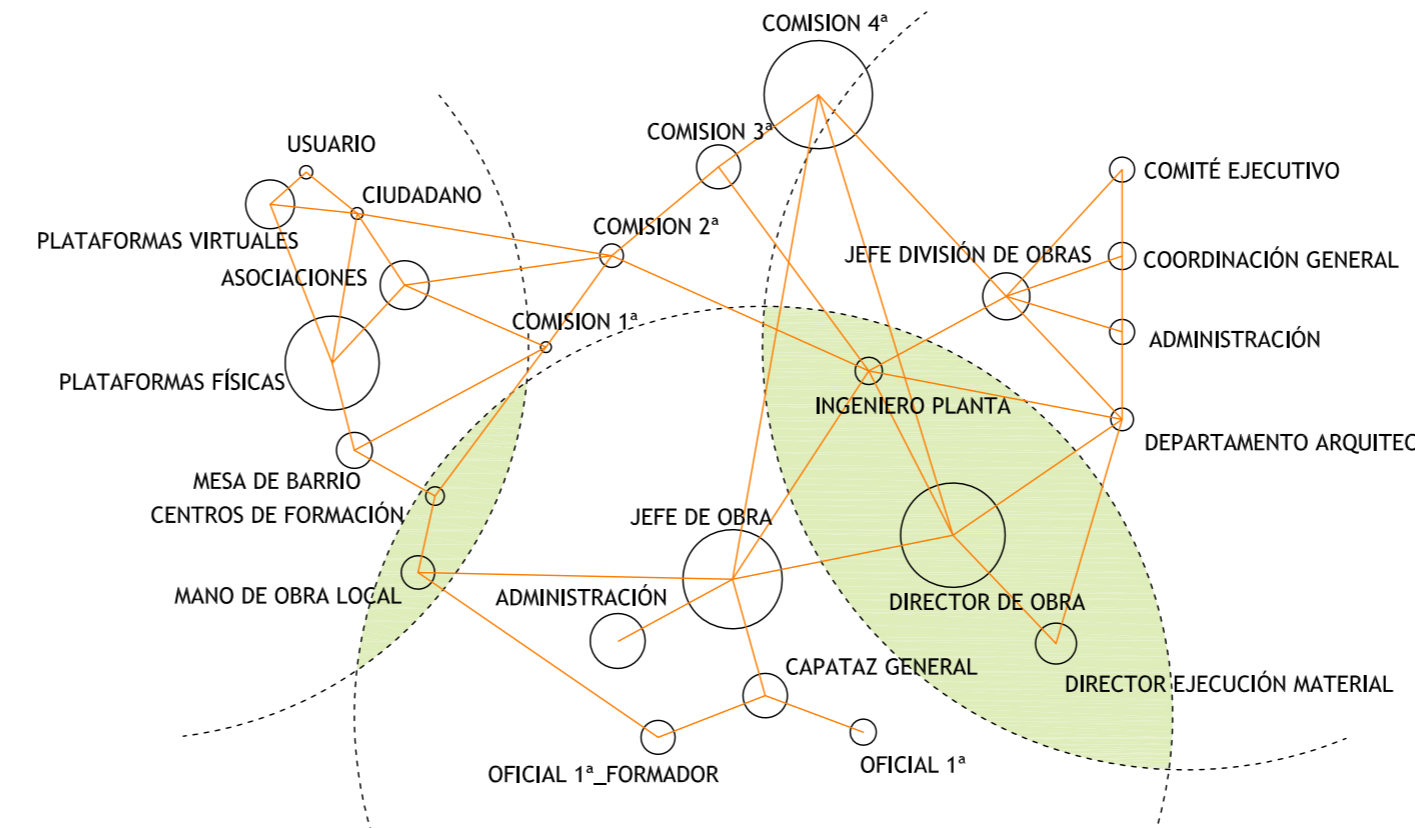 COMISION 4ª
COMISION 3ª
USUARIO
COMITÉ EJECUTIVO
CIUDADANO
COMISION 2ª
PLATAFORMAS VIRTUALES
JEFE DIVISIÓN DE OBRAS
COORDINACIÓN GENERAL
ASOCIACIONES
COMISION 1ª
ADMINISTRACIÓN
PLATAFORMAS FÍSICAS
INGENIERO PLANTA
DEPARTAMENTO ARQUITEC
MESA DE BARRIO
CENTROS DE FORMACIÓN
JEFE DE OBRA
MANO DE OBRA LOCAL
ADMINISTRACIÓN
DIRECTOR DE OBRA
CAPATAZ GENERAL
DIRECTOR EJECUCIÓN MATERIAL
OFICIAL 1ª_FORMADOR
OFICIAL 1ª